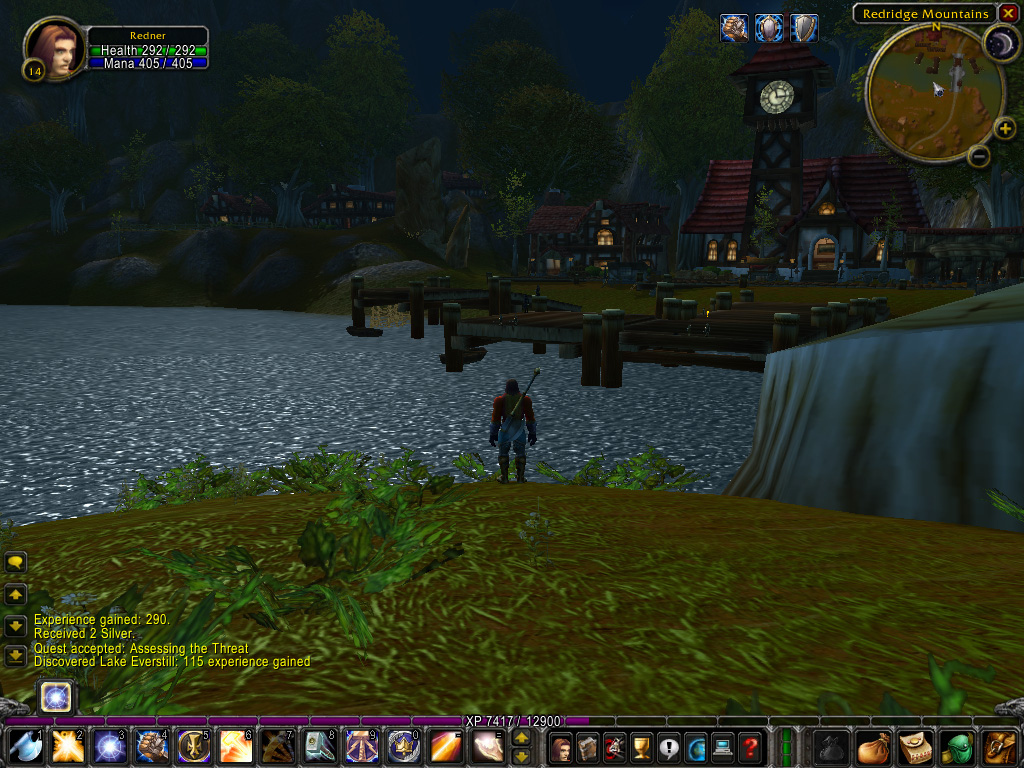 Redner
Health 292 / 292
Mana 405 / 405
14
Redridge Mountains
N
Experience gained: 290.
Received 2 Silver.
Quest accepted: Assessing the Threat
Discovered Lake Everstill: 115 experience gained
XP 7417 / 12900
1 2 3 4 5 6 7 8 9 0 - =